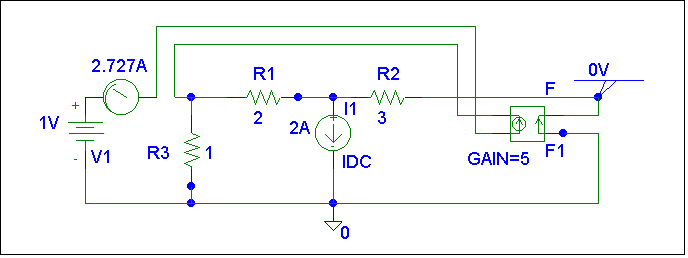 2.727A
0V
R1
R2
F
+
1V
2
I1
2A
3
V1
-
R3
1
IDC
F1
GAIN=5
0